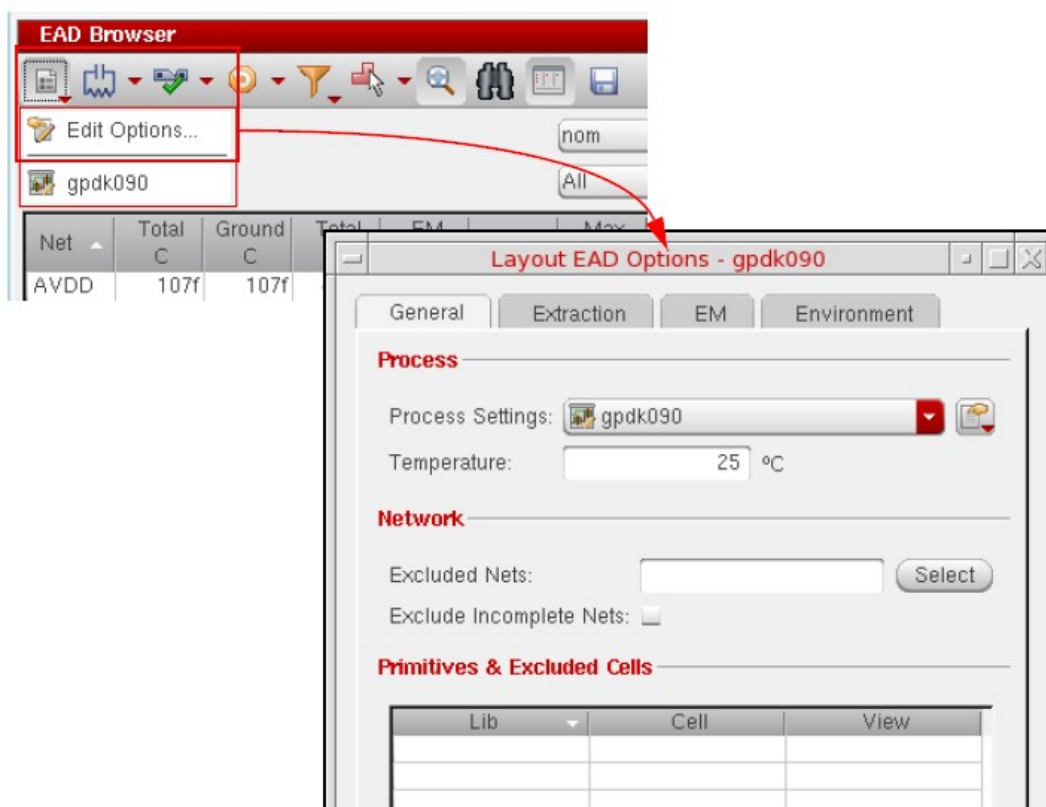 EAD Browser
Edit Options...
nom
gpdk090
All
Net Total C Ground C
AVDD 107f 107f
Layout EAD Options - gpdk090
General Extraction EM Environment
Process
Process Settings: gpdk090
Temperature: 25 ºC
Network
Excluded Nets: Select
Exclude Incomplete Nets:
Primitives & Excluded Cells
Lib Cell View